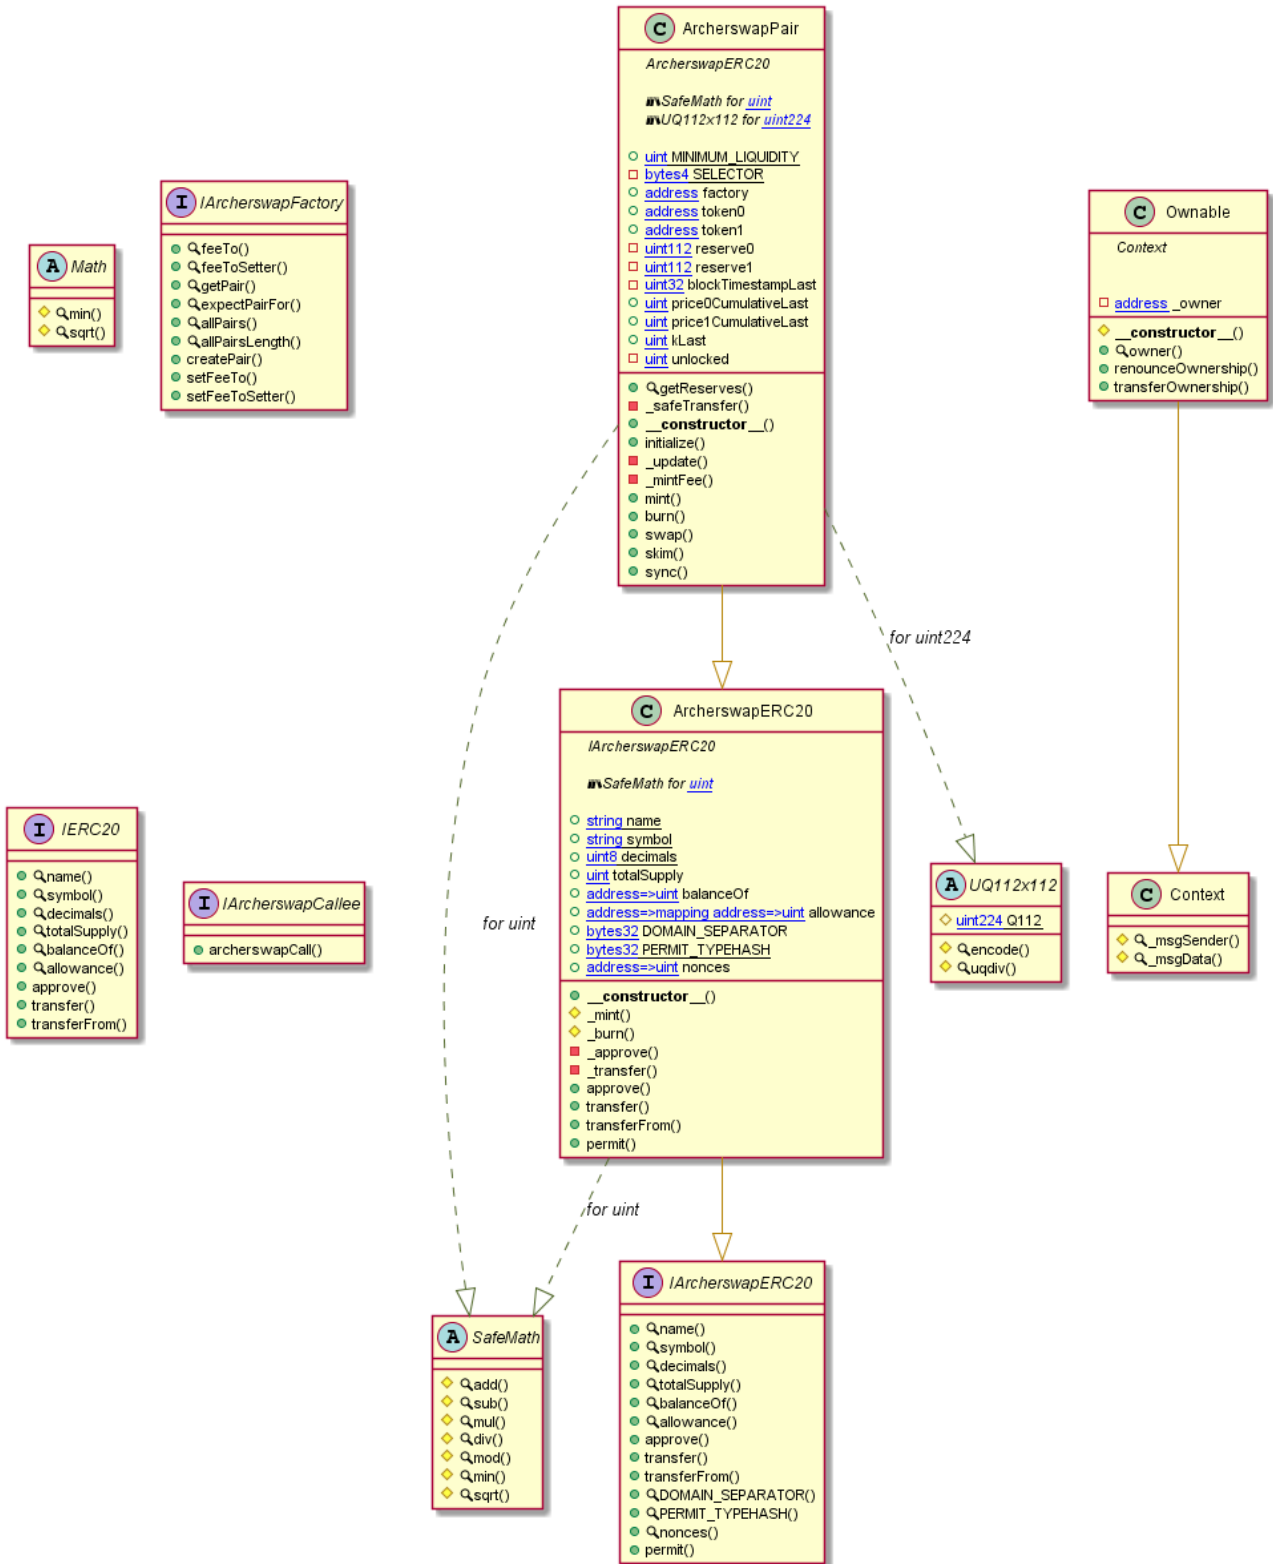 C ArcherswapPair
ArcherswapERC20
SafeMath for uint
UQ112x112 for uint224
uint MINIMUM_LIQUIDITY
bytes4 SELECTOR
address factory
address token0
address token1
uint112 reserve0
uint112 reserve1
uint32 blockTimestampLast
uint price0CumulativeLast
uint price1CumulativeLast
uint kLast
uint unlocked
getReserves()
_safeTransfer()
__constructor__()
initialize()
_update()
_mintFee()
mint()
burn()
swap()
skim()
sync()
I IArcherswapFactory
feeTo()
feeToSetter()
getPair()
expectPairFor()
allPairs()
allPairsLength()
createPair()
setFeeTo()
setFeeToSetter()
A Math
min()
sqrt()
C Ownable
Context
address _owner
__constructor__()
owner()
renounceOwnership()
transferOwnership()
for uint224
C ArcherswapERC20
IArcherswapERC20
SafeMath for uint
string name
string symbol
uint8 decimals
uint totalSupply
address=>uint balanceOf
address=>mapping address=>uint allowance
bytes32 DOMAIN_SEPARATOR
bytes32 PERMIT_TYPEHASH
address=>uint nonces
__constructor__()
_mint()
_burn()
_approve()
_transfer()
approve()
transfer()
transferFrom()
permit()
I IERC20
name()
symbol()
decimals()
totalSupply()
balanceOf()
allowance()
approve()
transfer()
transferFrom()
I IArcherswapCallee
archerswapCall()
for uint
A UQ112x112
uint224 Q112
encode()
uqdiv()
C Context
_msgSender()
_msgData()
for uint
A SafeMath
add()
sub()
mul()
div()
mod()
min()
sqrt()
I IArcherswapERC20
name()
symbol()
decimals()
totalSupply()
balanceOf()
allowance()
approve()
transfer()
transferFrom()
DOMAIN_SEPARATOR()
PERMIT_TYPEHASH()
nonces()
permit()